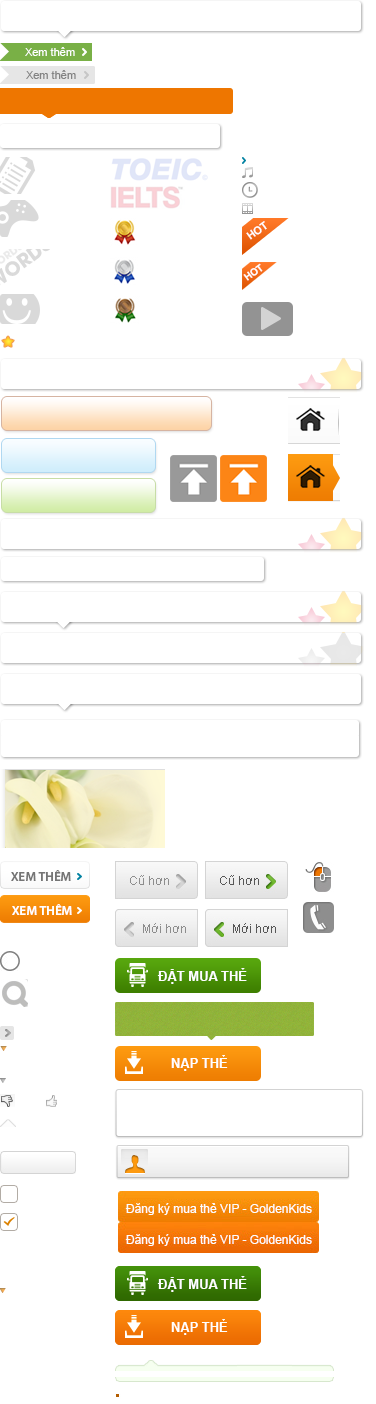 Xem thêm
Xem thêm
TOEIC®
IELTS™
WORDS
HOT
HOT
XEM THÊM
XEM THÊM
Cũ hơn
Cũ hơn
Mới hơn
Mới hơn
ĐẶT MUA THẺ
NẠP THẺ
Đăng ký mua thẻ VIP - GoldenKids
Đăng ký mua thẻ VIP - GoldenKids
ĐẶT MUA THẺ
NẠP THẺ